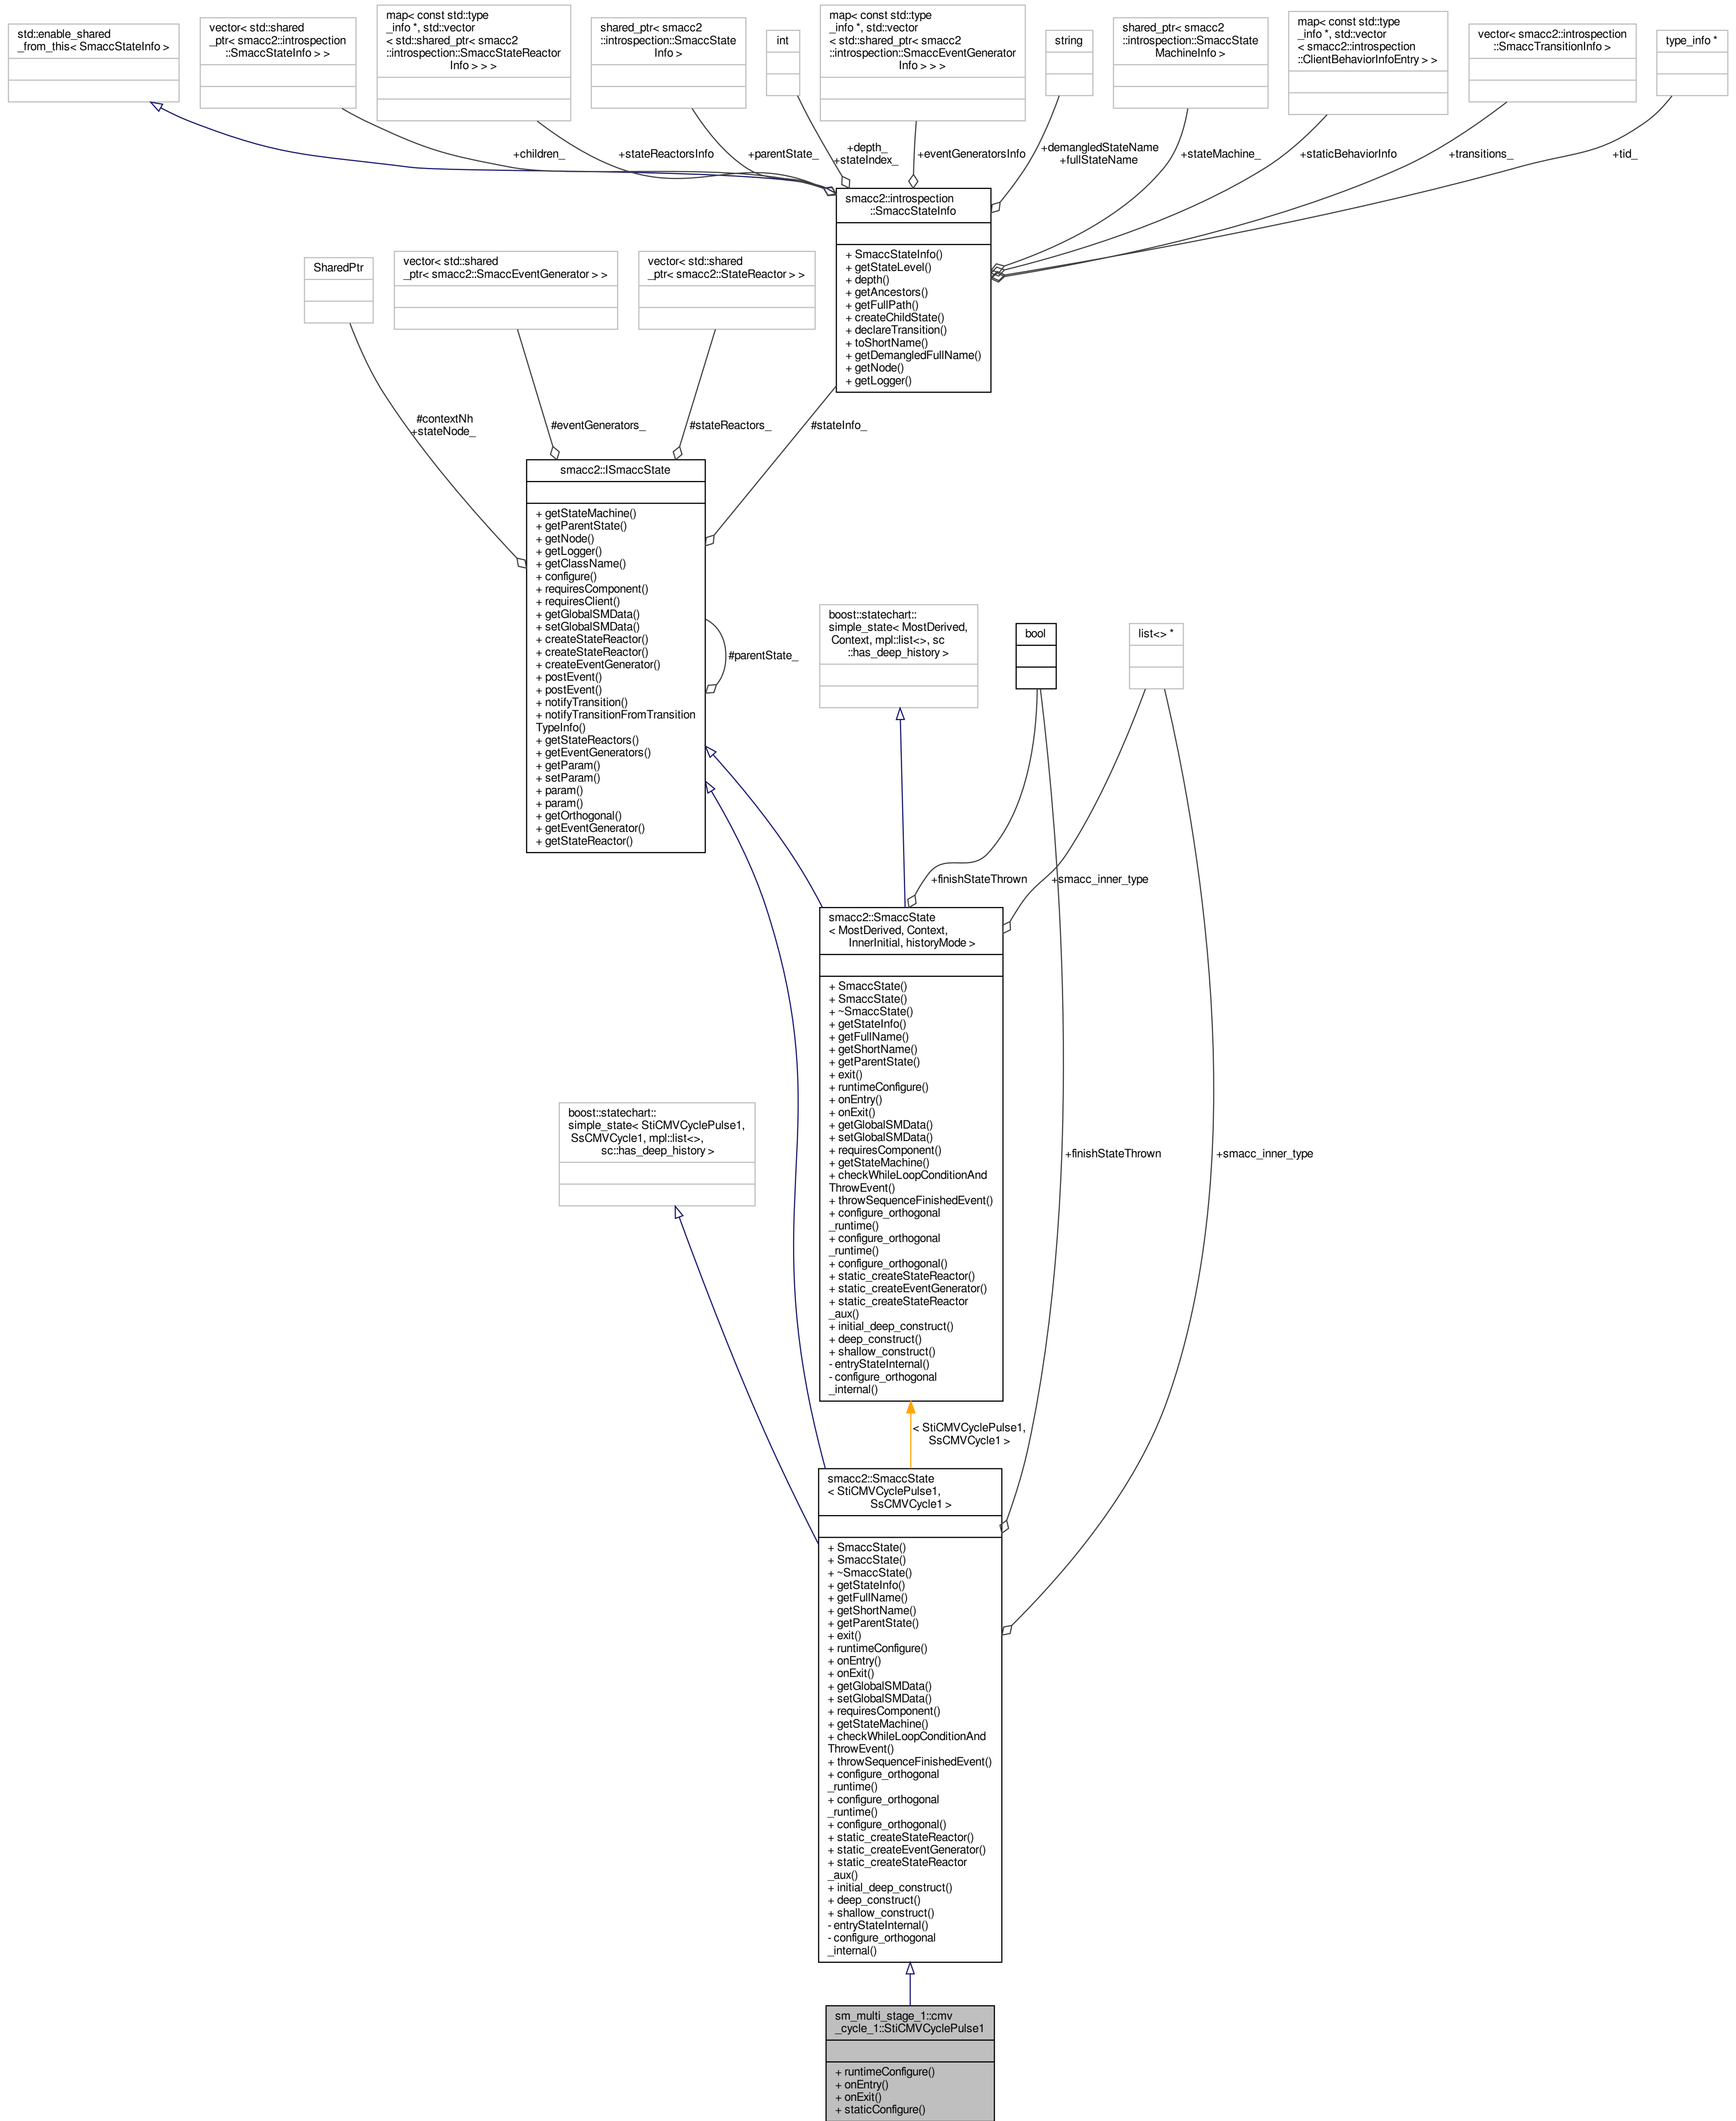 std::enable_shared
_from_this< SmaccStateInfo >
vector< std::shared
_ptr< smacc2::introspection
::SmaccStateInfo > >
map< const std::type
_info *, std::vector
< std::shared_ptr< smacc2
::introspection::SmaccStateReactor
Info > > >
shared_ptr< smacc2
::introspection::SmaccState
Info >
int
map< const std::type
_info *, std::vector
< std::shared_ptr< smacc2
::introspection::SmaccEventGenerator
Info > > >
string
shared_ptr< smacc2
::introspection::SmaccState
MachineInfo >
map< const std::type
_info *, std::vector
< smacc2::introspection
::ClientBehaviorInfoEntry > >
vector< smacc2::introspection
::SmaccTransitionInfo >
type_info *
+children_
+stateReactorsInfo
+parentState_
+depth_
+stateIndex_
+eventGeneratorsInfo
+demangledStateName
+fullStateName
+stateMachine_
+staticBehaviorInfo
+transitions_
+tid_
smacc2::introspection
::SmaccStateInfo
+ SmaccStateInfo()
+ getStateLevel()
+ depth()
+ getAncestors()
+ getFullPath()
+ createChildState()
+ declareTransition()
+ toShortName()
+ getDemangledFullName()
+ getNode()
+ getLogger()
SharedPtr
vector< std::shared
_ptr< smacc2::SmaccEventGenerator > >
vector< std::shared
_ptr< smacc2::StateReactor > >
#contextNh
+stateNode_
#eventGenerators_
#stateReactors_
#stateInfo_
smacc2::ISmaccState
+ getStateMachine()
+ getParentState()
+ getNode()
+ getLogger()
+ getClassName()
+ configure()
+ requiresComponent()
+ requiresClient()
+ getGlobalSMData()
+ setGlobalSMData()
+ createStateReactor()
+ createStateReactor()
+ createEventGenerator()
+ postEvent()
+ postEvent()
+ notifyTransition()
+ notifyTransitionFromTransition
TypeInfo()
+ getStateReactors()
+ getEventGenerators()
+ getParam()
+ setParam()
+ param()
+ param()
+ getOrthogonal()
+ getEventGenerator()
+ getStateReactor()
#parentState_
boost::statechart::
simple_state< MostDerived,
Context, mpl::list<>, sc
::has_deep_history >
bool
list<> *
+finishStateThrown
+smacc_inner_type
smacc2::SmaccState
< MostDerived, Context,
InnerInitial, historyMode >
+ SmaccState()
+ SmaccState()
+ ~SmaccState()
+ getStateInfo()
+ getFullName()
+ getShortName()
+ getParentState()
+ exit()
+ runtimeConfigure()
+ onEntry()
+ onExit()
+ getGlobalSMData()
+ setGlobalSMData()
+ requiresComponent()
+ getStateMachine()
+ checkWhileLoopConditionAnd
ThrowEvent()
+ throwSequenceFinishedEvent()
+ configure_orthogonal
_runtime()
+ configure_orthogonal
_runtime()
+ configure_orthogonal()
+ static_createStateReactor()
+ static_createEventGenerator()
+ static_createStateReactor
_aux()
+ initial_deep_construct()
+ deep_construct()
+ shallow_construct()
- entryStateInternal()
- configure_orthogonal
_internal()
boost::statechart::
simple_state< StiCMVCyclePulse1,
SsCMVCycle1, mpl::list<>,
sc::has_deep_history >
+finishStateThrown
+smacc_inner_type
< StiCMVCyclePulse1,
SsCMVCycle1 >
smacc2::SmaccState
< StiCMVCyclePulse1,
SsCMVCycle1 >
+ SmaccState()
+ SmaccState()
+ ~SmaccState()
+ getStateInfo()
+ getFullName()
+ getShortName()
+ getParentState()
+ exit()
+ runtimeConfigure()
+ onEntry()
+ onExit()
+ getGlobalSMData()
+ setGlobalSMData()
+ requiresComponent()
+ getStateMachine()
+ checkWhileLoopConditionAnd
ThrowEvent()
+ throwSequenceFinishedEvent()
+ configure_orthogonal
_runtime()
+ configure_orthogonal
_runtime()
+ configure_orthogonal()
+ static_createStateReactor()
+ static_createEventGenerator()
+ static_createStateReactor
_aux()
+ initial_deep_construct()
+ deep_construct()
+ shallow_construct()
- entryStateInternal()
- configure_orthogonal
_internal()
sm_multi_stage_1::cmv
_cycle_1::StiCMVCyclePulse1
+ runtimeConfigure()
+ onEntry()
+ onExit()
+ staticConfigure()